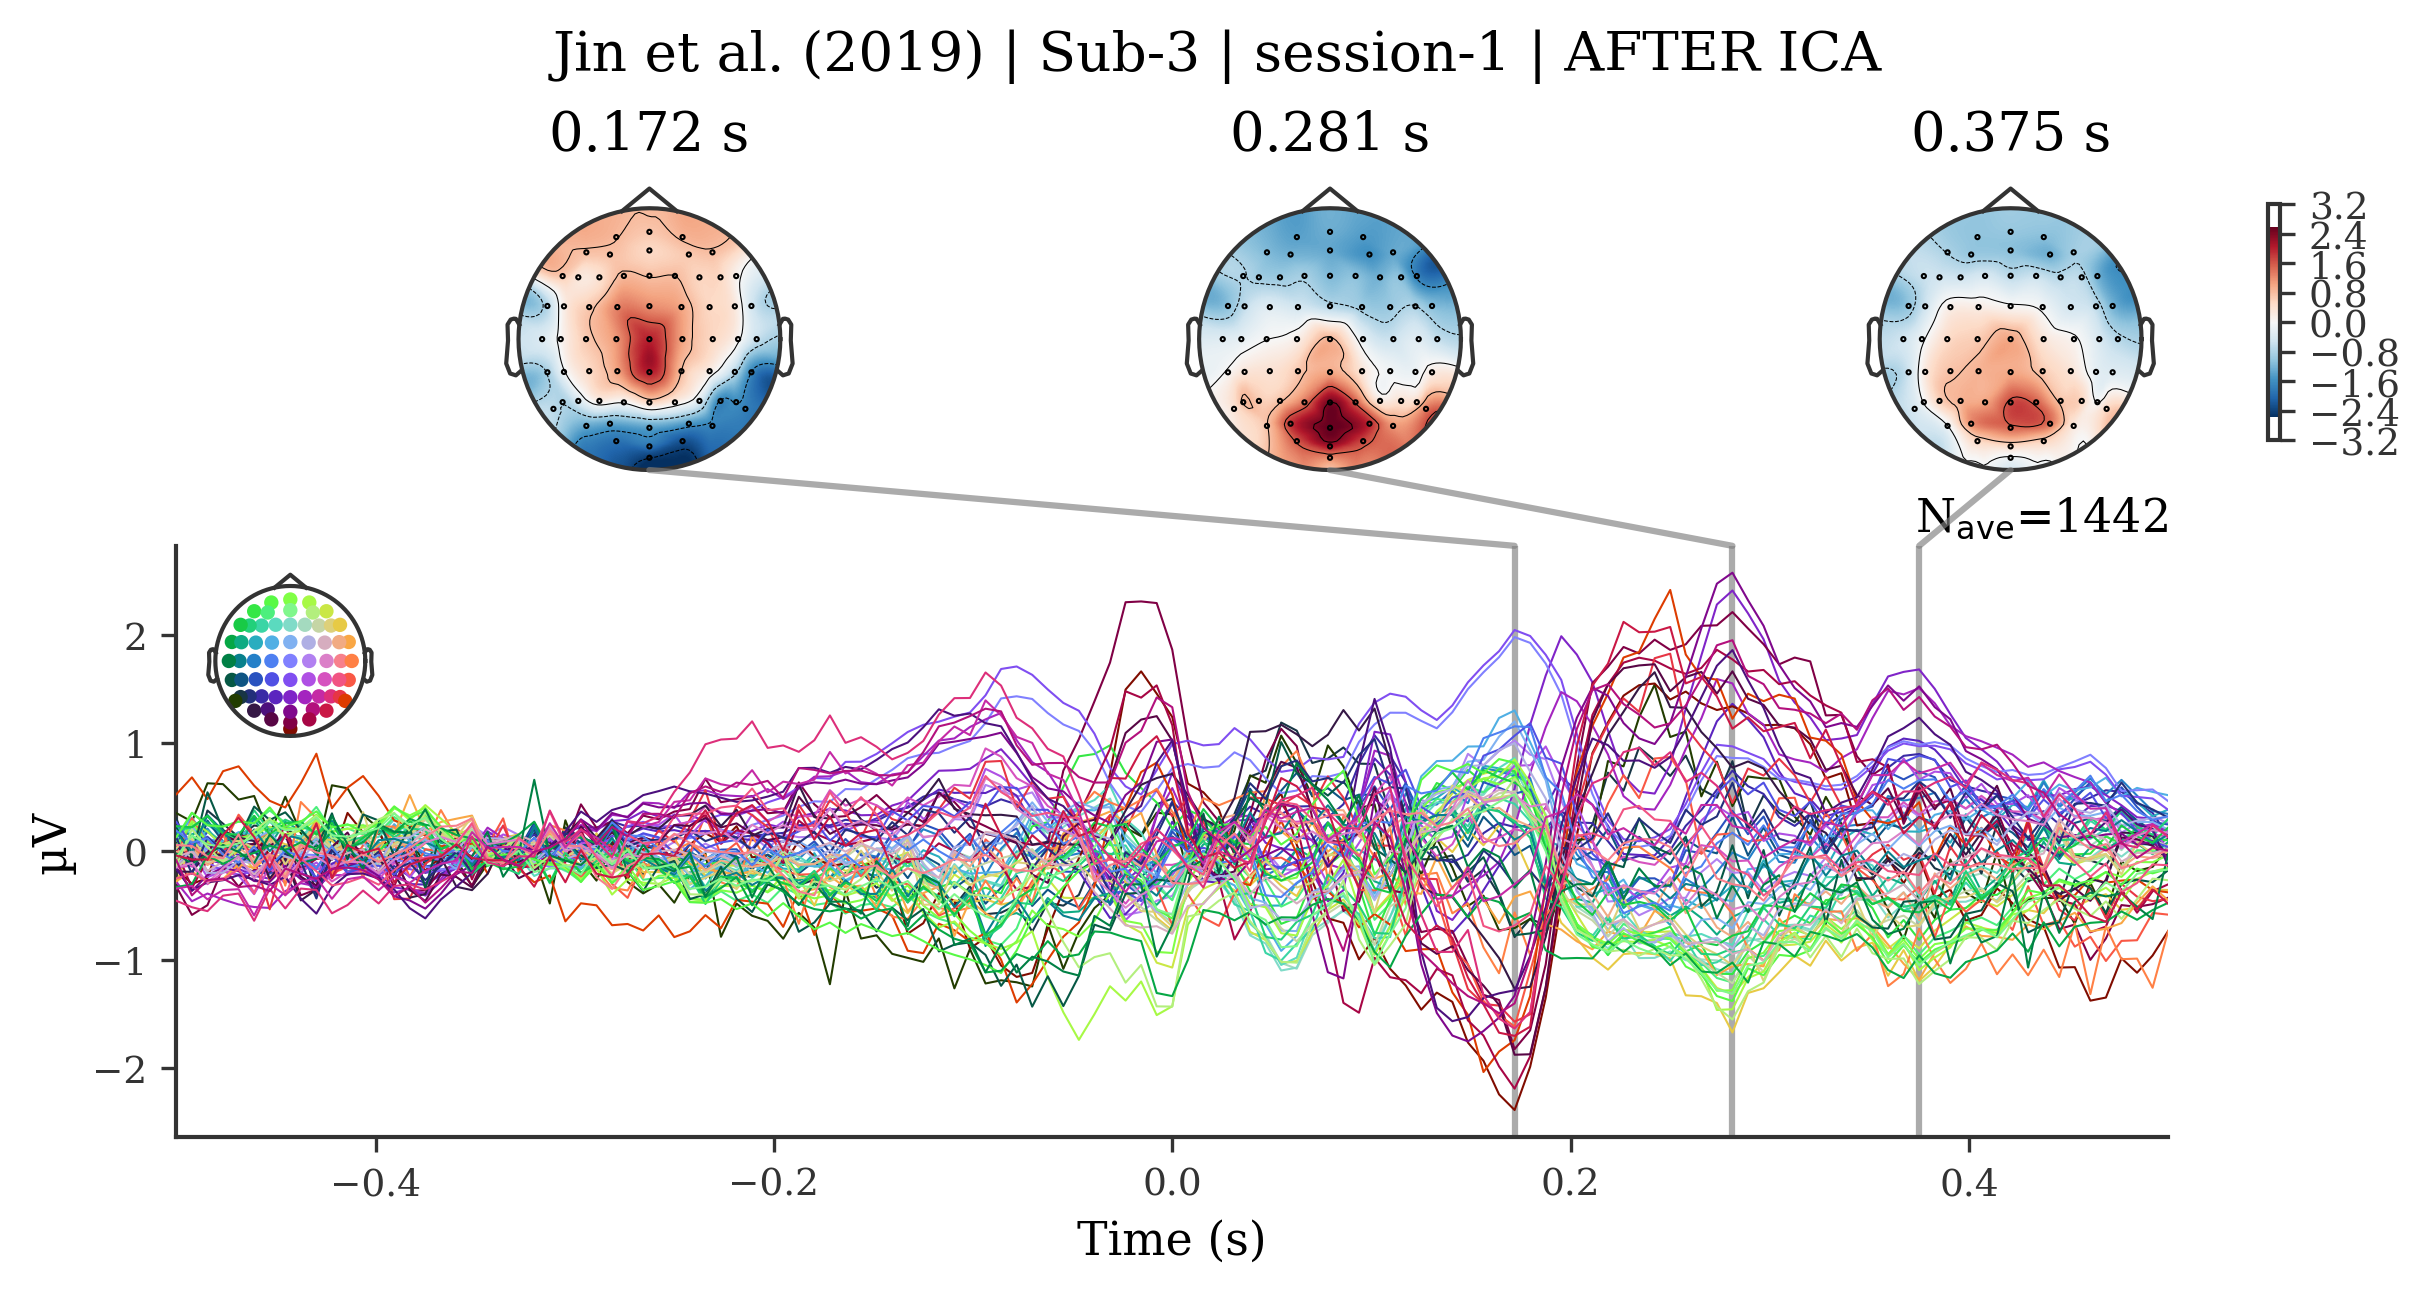 Jin et al. (2019) | Sub-3 | session-1 | AFTER ICA
0.172 s
0.281 s
0.375 s
3.2
2.4
1.6
0.8
0.0
−0.8
−1.6
−2.4
−3.2
Nave=1442
μV
2
1
0
−1
−2
−0.4
−0.2
0.0
0.2
0.4
Time (s)